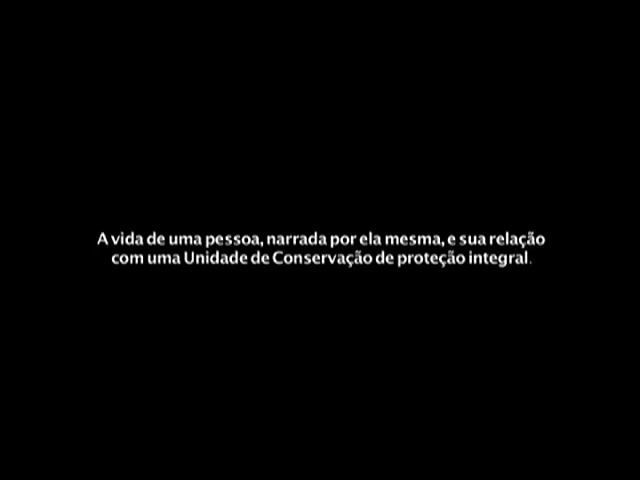 A vida de uma pessoa, narrada por ela mesma, e sua relação
com uma Unidade de Conservação de proteção integral.